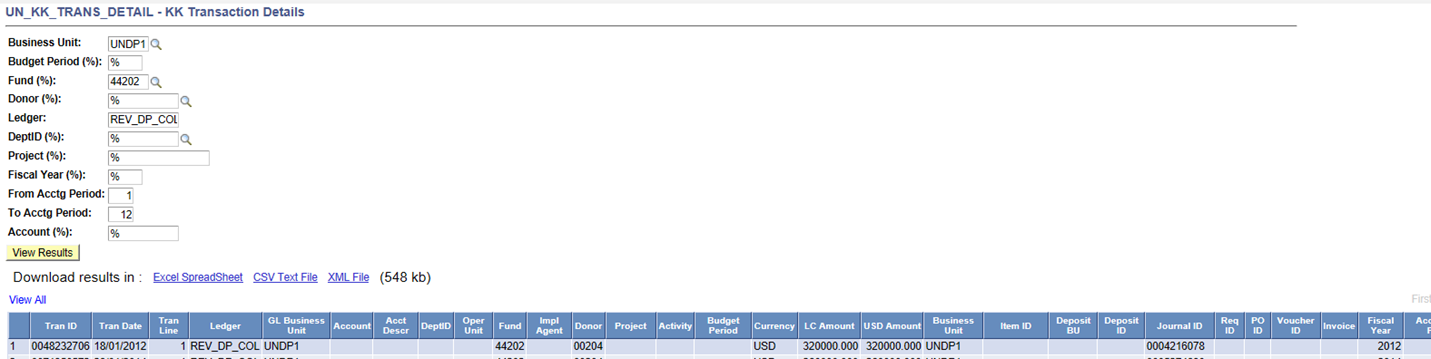 UN_KK_TRANS_DETAIL - KK Transaction Details
Business Unit: UNDP1
Budget Period (%): %
Fund (%): 44202
Donor (%): %
Ledger: REV_DP_COL
DeptID (%): %
Project (%): %
Fiscal Year (%): %
From Acctg Period: 1
To Acctg Period: 12
Account (%): %
View Results
Download results in : Excel SpreadSheet CSV Text File XML File (548 kb)
View All First
Tran ID Tran Date Tran Line Ledger GL Business Unit Account Acct Descr DeptID Oper Unit Fund Impl Agent Donor Project Activity Budget Period Currency LC Amount USD Amount Business Unit Item ID Deposit BU Deposit ID Journal ID Req ID PO ID Voucher ID Invoice Fiscal Year
1 0048232706 18/01/2012 1 REV_DP_COL UNDP1 44202 00204 USD 320000.000 320000.000 UNDP1 0004216078 2012